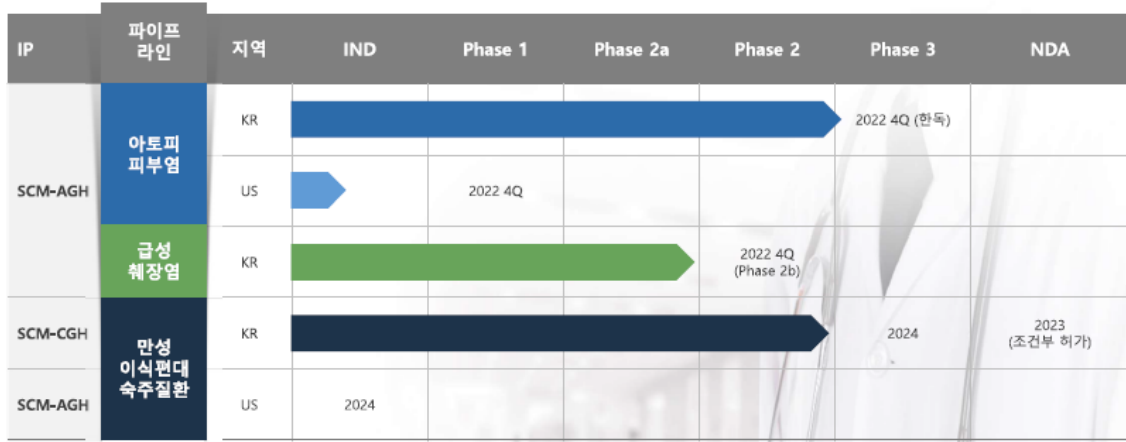 IP 파이프 라인 지역 IND Phase 1 Phase 2a Phase 2 Phase 3 NDA
SCM-AGH
아토피
피부염
KR 2022 4Q (한독)
US 2022 4Q
급성
췌장염
KR 2022 4Q
(Phase 2b)
SCM-CGH
만성
이식편대
숙주질환
KR 2024 2023
(조건부 허가)
SCM-AGH US 2024